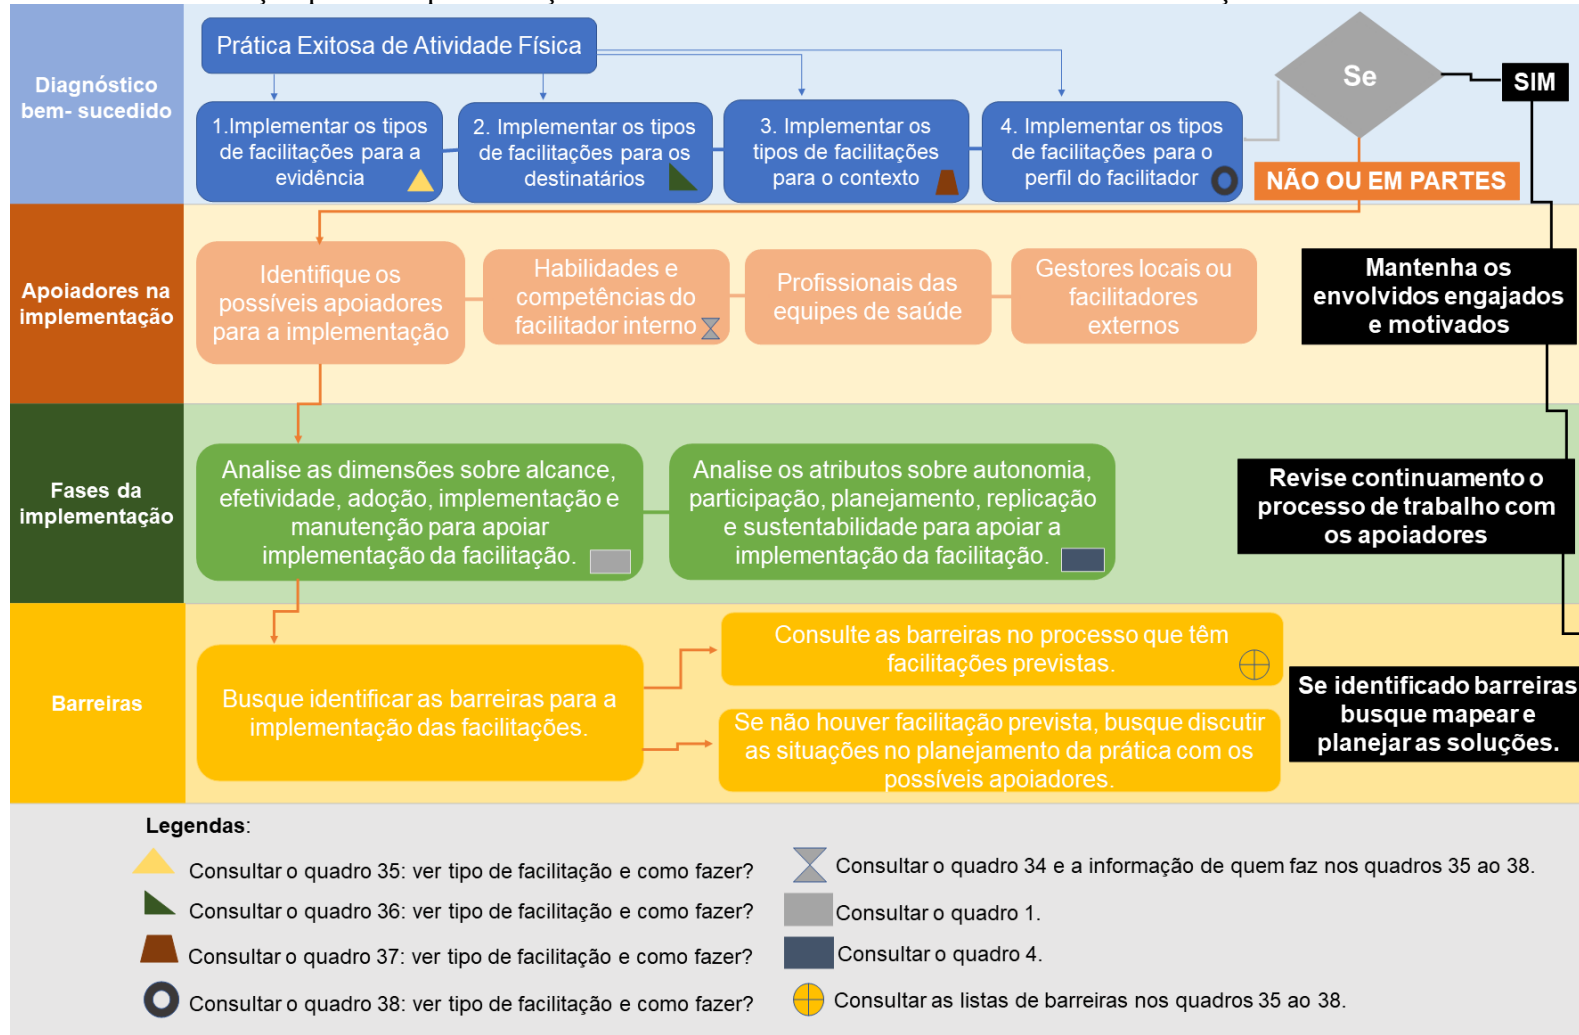 Prática Exitosa de Atividade Física
Diagnóstico
bem- sucedido
1.Implementar os tipos
de facilitações para a
evidência
2. Implementar os tipos
de facilitações para os
destinatários
3. Implementar os
tipos de facilitações
para o contexto
4. Implementar os tipos
de facilitações para o
perfil do facilitador
Se
SIM
NÃO OU EM PARTES
Apoiadores na
implementação
Identifique os
possíveis apoiadores
para a implementação
Habilidades e
competências do
facilitador interno
Profissionais das
equipes de saúde
Gestores locais ou
facilitadores
externos
Mantenha os
envolvidos engajados
e motivados
Fases da
implementação
Analise as dimensões sobre alcance,
efetividade, adoção, implementação e
manutenção para apoiar
implementação da facilitação.
Analise os atributos sobre autonomia,
participação, planejamento, replicação
e sustentabilidade para apoiar a
implementação da facilitação.
Revise continuamento o
processo de trabalho com
os apoiadores
Barreiras
Busque identificar as barreiras para a
implementação das facilitações.
Consulte as barreiras no processo que têm
facilitações previstas.
Se não houver facilitação prevista, busque discutir
as situações no planejamento da prática com os
possíveis apoiadores.
Se identificado barreiras
busque mapear e
planejar as soluções.
Legendas:
Consultar o quadro 35: ver tipo de facilitação e como fazer?
Consultar o quadro 36: ver tipo de facilitação e como fazer?
Consultar o quadro 37: ver tipo de facilitação e como fazer?
Consultar o quadro 38: ver tipo de facilitação e como fazer?
Consultar o quadro 34 e a informação de quem faz nos quadros 35 ao 38.
Consultar o quadro 1.
Consultar o quadro 4.
Consultar as listas de barreiras nos quadros 35 ao 38.